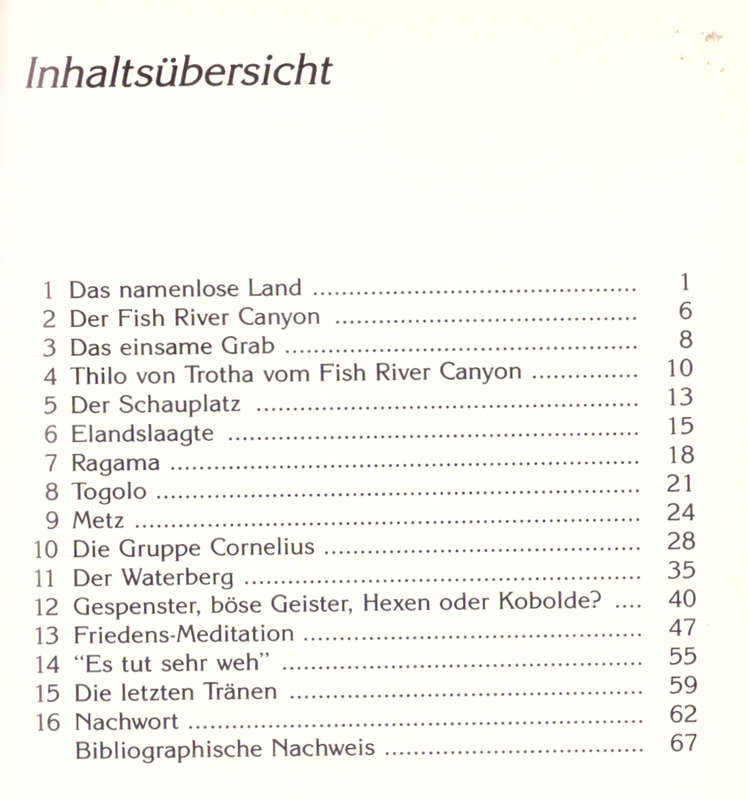 Inhaltsübersicht
1 Das namenlose Land ............................................. 1
2 Der Fish River Canyon .......................................... 6
3 Das einsame Grab ................................................. 8
4 Thilo von Trotha vom Fish River Canyon ............... 10
5 Der Schauplatz ..................................................... 13
6 Elandslaagte ......................................................... 15
7 Ragama ................................................................. 18
8 Togolo ................................................................... 21
9 Metz ...................................................................... 24
10 Die Gruppe Cornelius ............................................ 28
11 Der Waterberg ....................................................... 35
12 Gespenster, böse Geister, Hexen oder Kobolde? .... 40
13 Friedens-Meditation ............................................... 47
14 “Es tut sehr weh” .................................................. 55
15 Die letzten Tränen ................................................. 59
16 Nachwort ............................................................... 62
Bibliographische Nachweis .................................... 67